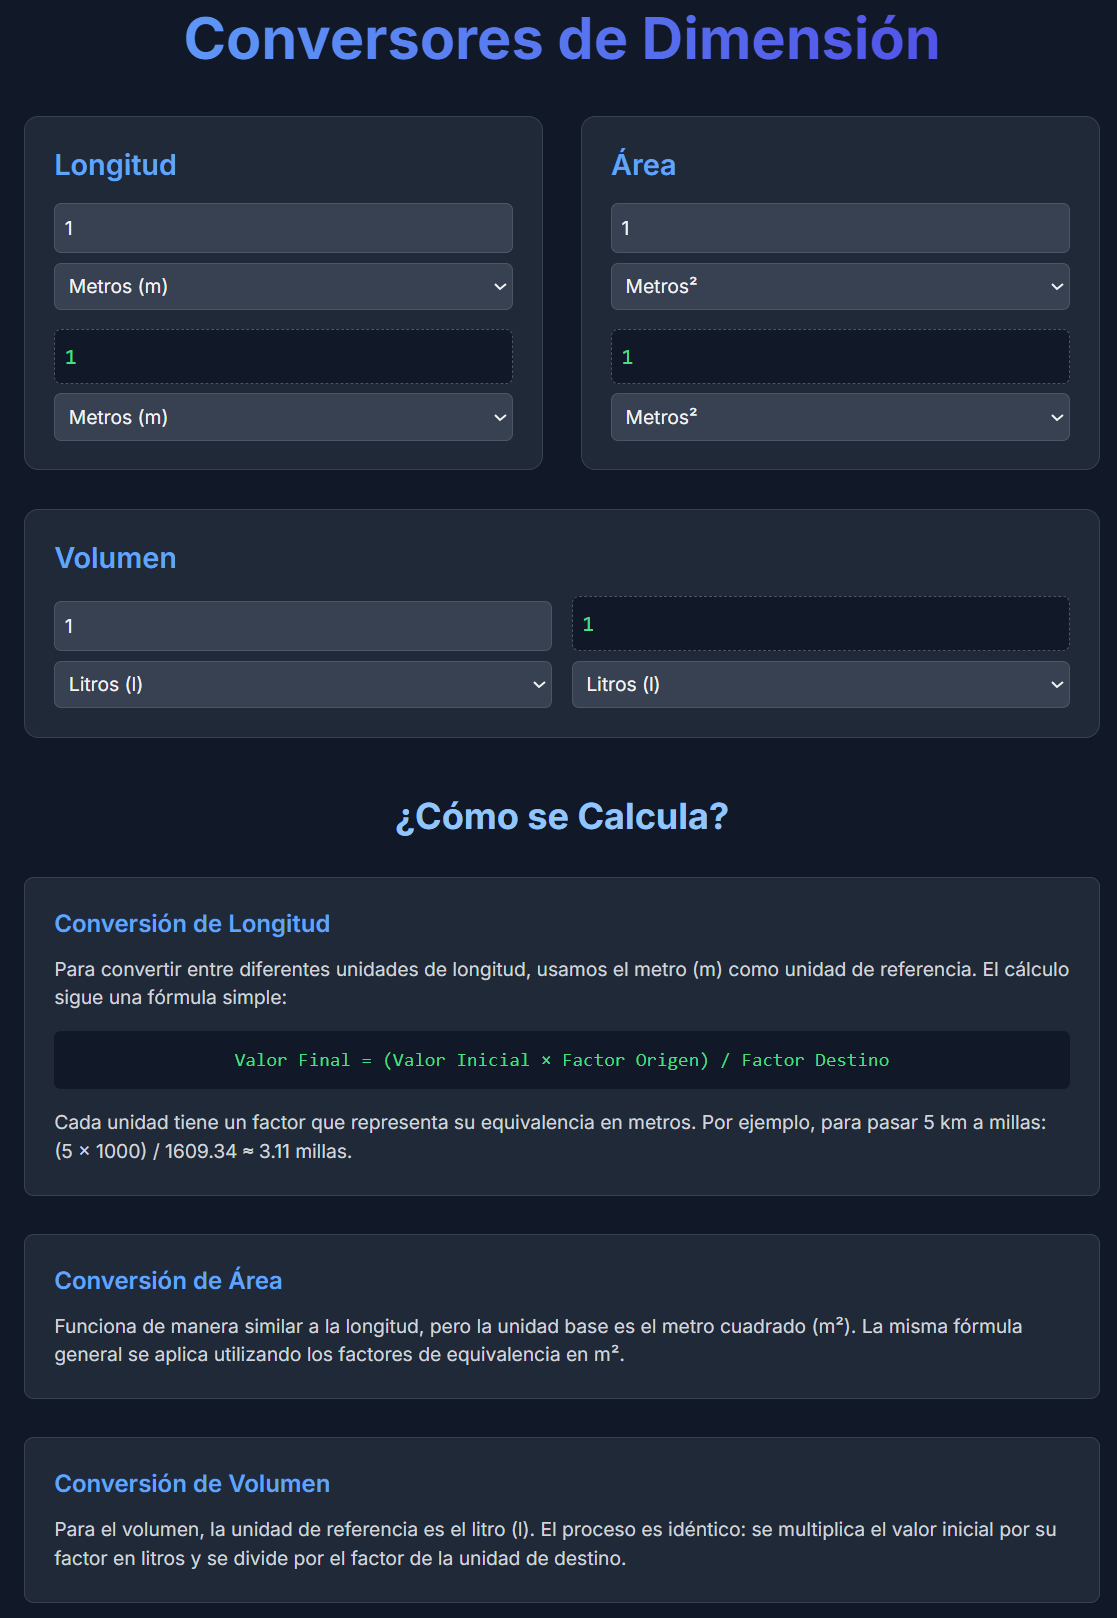 Conversores de Dimensión
Longitud
1
Metros (m)
1
Metros (m)
Área
1
Metros²
1
Metros²
Volumen
1
Litros (l)
1
Litros (l)
¿Cómo se Calcula?
Conversión de Longitud
Para convertir entre diferentes unidades de longitud, usamos el metro (m) como unidad de referencia. El cálculo
sigue una fórmula simple:
Valor Final = (Valor Inicial × Factor Origen) / Factor Destino
Cada unidad tiene un factor que representa su equivalencia en metros. Por ejemplo, para pasar 5 km a millas:
(5 × 1000) / 1609.34 ≈ 3.11 millas.
Conversión de Área
Funciona de manera similar a la longitud, pero la unidad base es el metro cuadrado (m²). La misma fórmula
general se aplica utilizando los factores de equivalencia en m².
Conversión de Volumen
Para el volumen, la unidad de referencia es el litro (l). El proceso es idéntico: se multiplica el valor inicial por su
factor en litros y se divide por el factor de la unidad de destino.